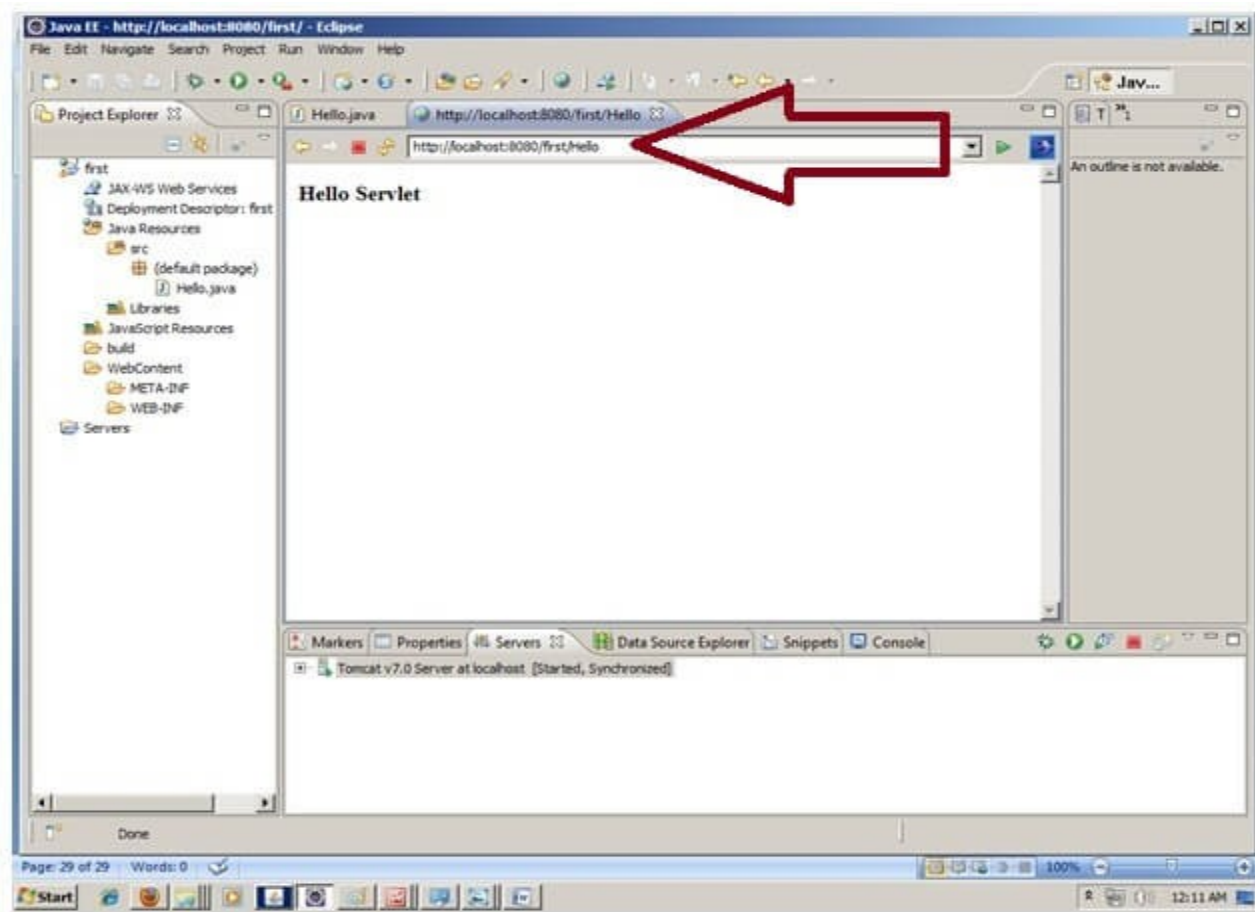 Java EE - http://localhost:8080/first/ - Eclipse
File Edit Navigate Search Project Run Window Help
Jav...
Project Explorer
Hello.java
http://localhost:8080/first/Hello
http://localhost:8080/first/Hello
An outline is not available.
first
JAX-WS Web Services
Deployment Descriptor: first
Java Resources
src
(default package)
Hello.java
Libraries
JavaScript Resources
build
WebContent
META-INF
WEB-INF
Servers
Hello Servlet
Markers Properties Servers Data Source Explorer Snippets Console
Tomcat v7.0 Server at localhost [Started, Synchronized]
Done
Page: 29 of 29 Words: 0 100%
Start 12:11 AM